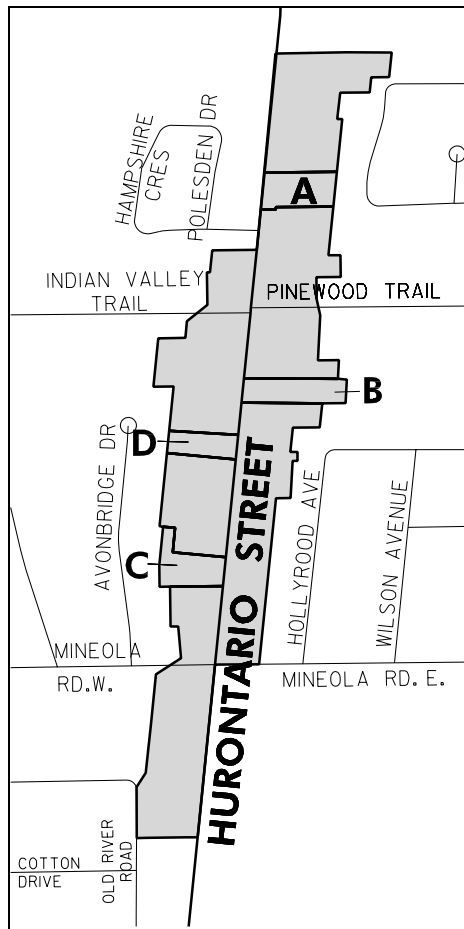 HAMPSHIRE
CRES
POLESDEN DR
A
INDIAN VALLEY
TRAIL
PINEWOOD TRAIL
B
D
AVONBRIDGE DR
HURONTARIO STREET
HOLLYROOD AVE
WILSON AVENUE
C
MINEOLA
RD.W.
MINEOLA RD. E.
COTTON
DRIVE
OLD RIVER
ROAD